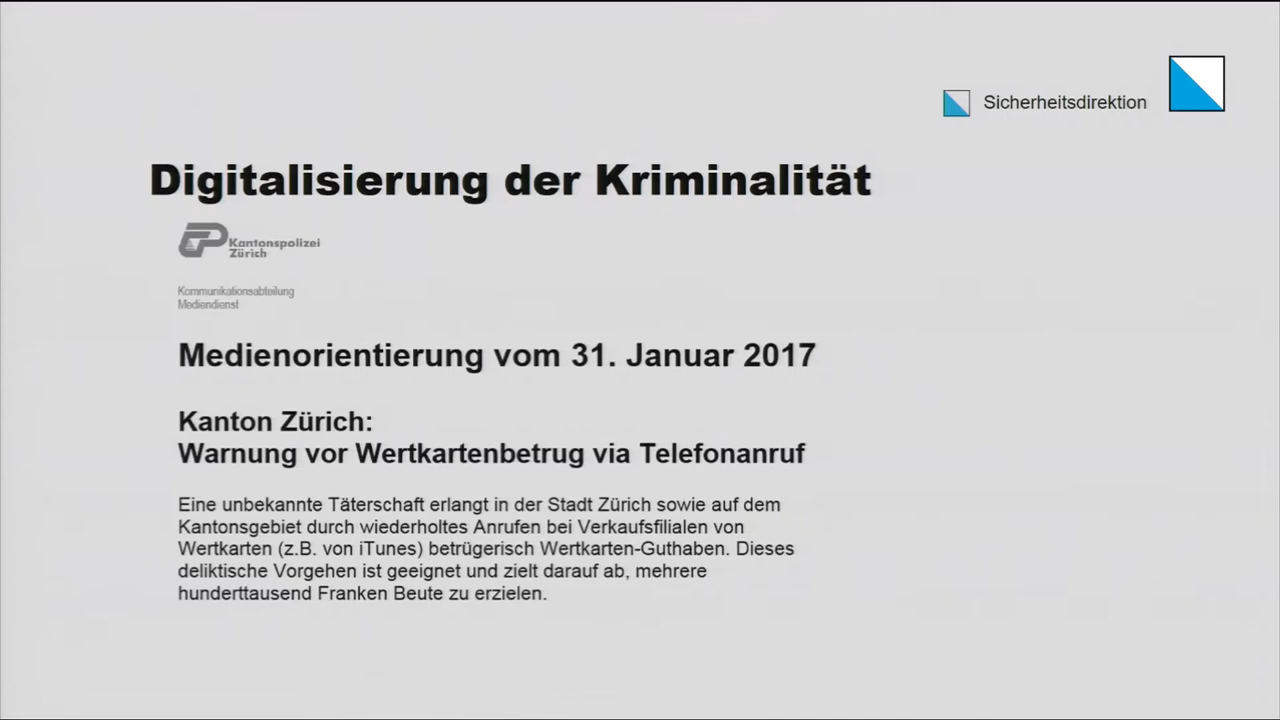 Sicherheitsdirektion
Digitalisierung der Kriminalität
Kantonspolizei
Zürich
Kommunikationsabteilung
Mediendienst
Medienorientierung vom 31. Januar 2017
Kanton Zürich:
Warnung vor Wertkartenbetrug via Telefonanruf
Eine unbekannte Täterschaft erlangt in der Stadt Zürich sowie auf dem
Kantonsgebiet durch wiederholtes Anrufen bei Verkaufsfilialen von
Wertkarten (z.B. von iTunes) betrügerisch Wertkarten-Guthaben. Dieses
deliktische Vorgehen ist geeignet und zielt darauf ab, mehrere
hunderttausend Franken Beute zu erzielen.